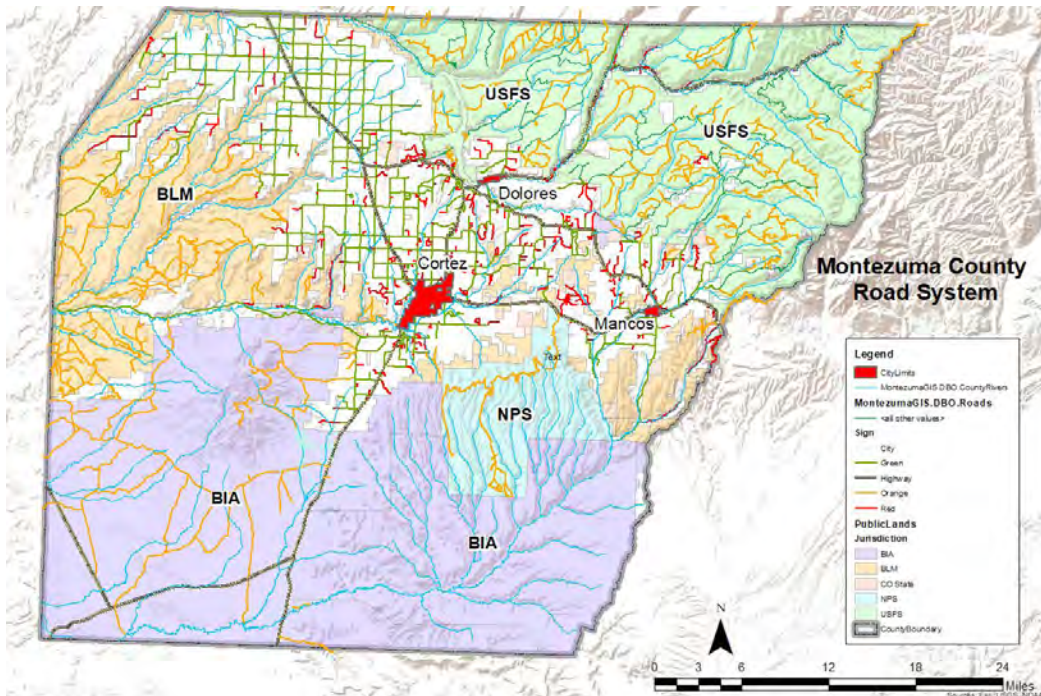 USFS
USFS
BLM
Dolores
Cortez
Mancos
Text
NPS
BIA
BIA
Montezuma County
Road System
Legend
CityLimits
MontezumaGIS.DBO.CountyRivers
MontezumaGIS.DBO.Roads
<all other values>
Sign
City
Green
Highway
Orange
Red
PublicLands
Jurisdiction
BIA
BLM
CO State
NPS
USFS
CountyBoundary
N
0 3 6 12 18 24
Miles